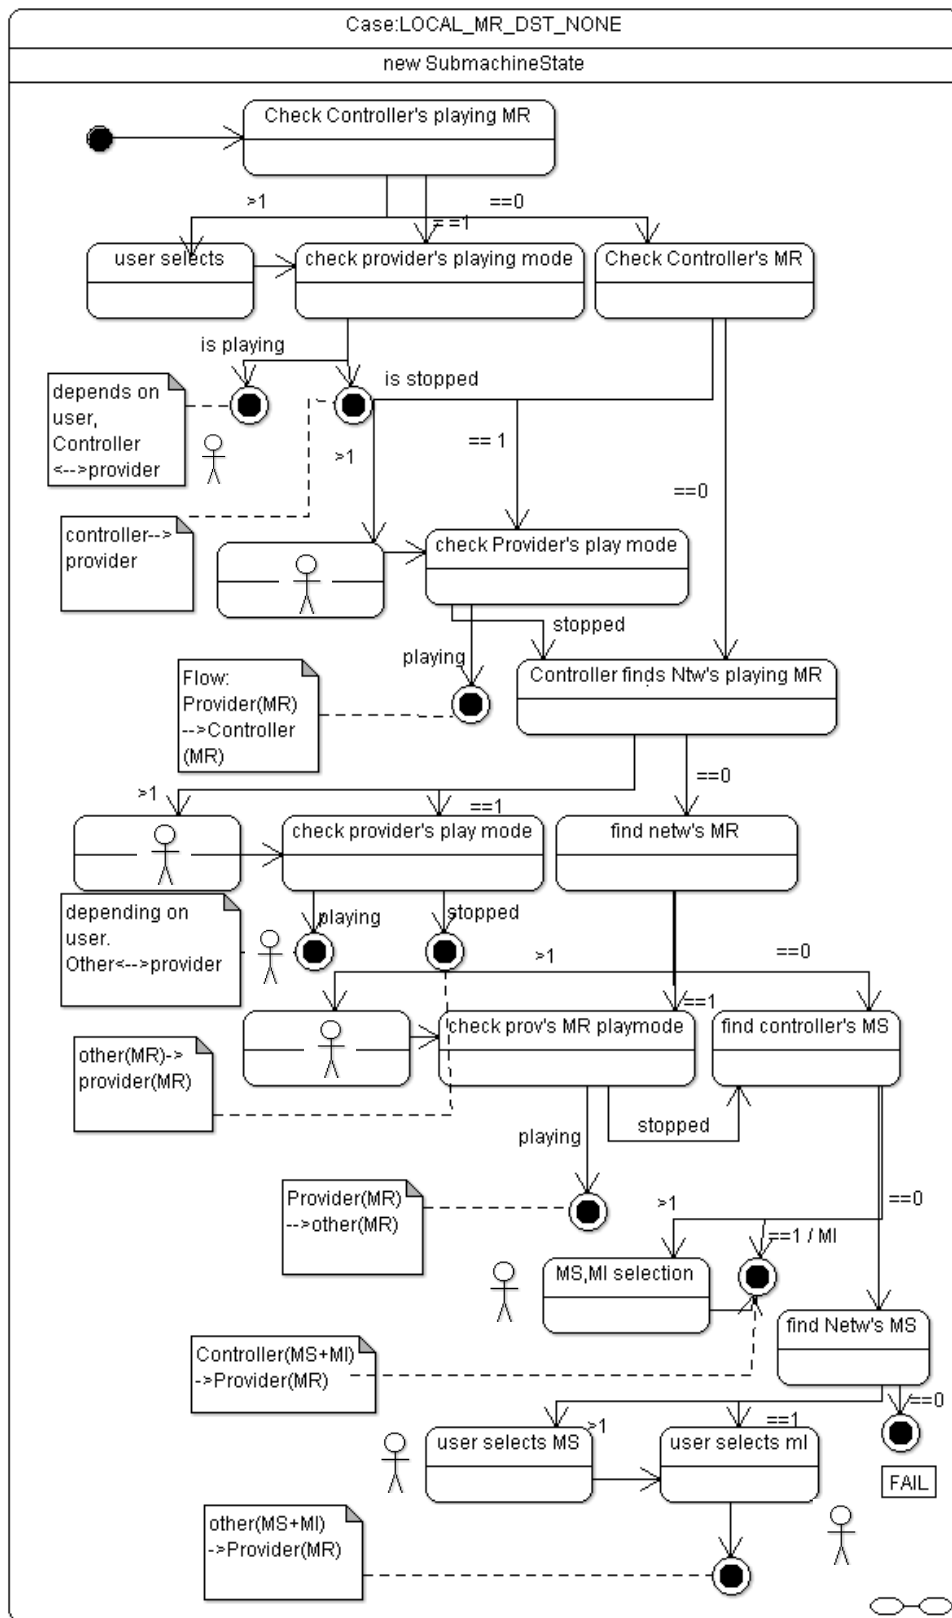 Case:LOCAL_MR_DST_NONE
new SubmachineState
Check Controller's playing MR
>1
==0
==1
user selects
check provider's playing mode
Check Controller's MR
is playing
is stopped
depends on
user,
Controller
<-->provider
== 1
>1
==0
controller-->
provider
check Provider's play mode
stopped
playing
Flow:
Provider(MR)
-->Controller
(MR)
Controller finds Ntw's playing MR
==0
>1
==1
check provider's play mode
find netw's MR
playing
stopped
depending on
user.
Other<-->provider
>1
==0
==1
check prov's MR playmode
find controller's MS
other(MR)->
provider(MR)
stopped
playing
Provider(MR)
-->other(MR)
>1
==0
==1 / MI
MS,MI selection
find Netw's MS
Controller(MS+MI)
->Provider(MR)
==0
>1
==1
user selects MS
user selects mI
FAIL
other(MS+MI)
->Provider(MR)